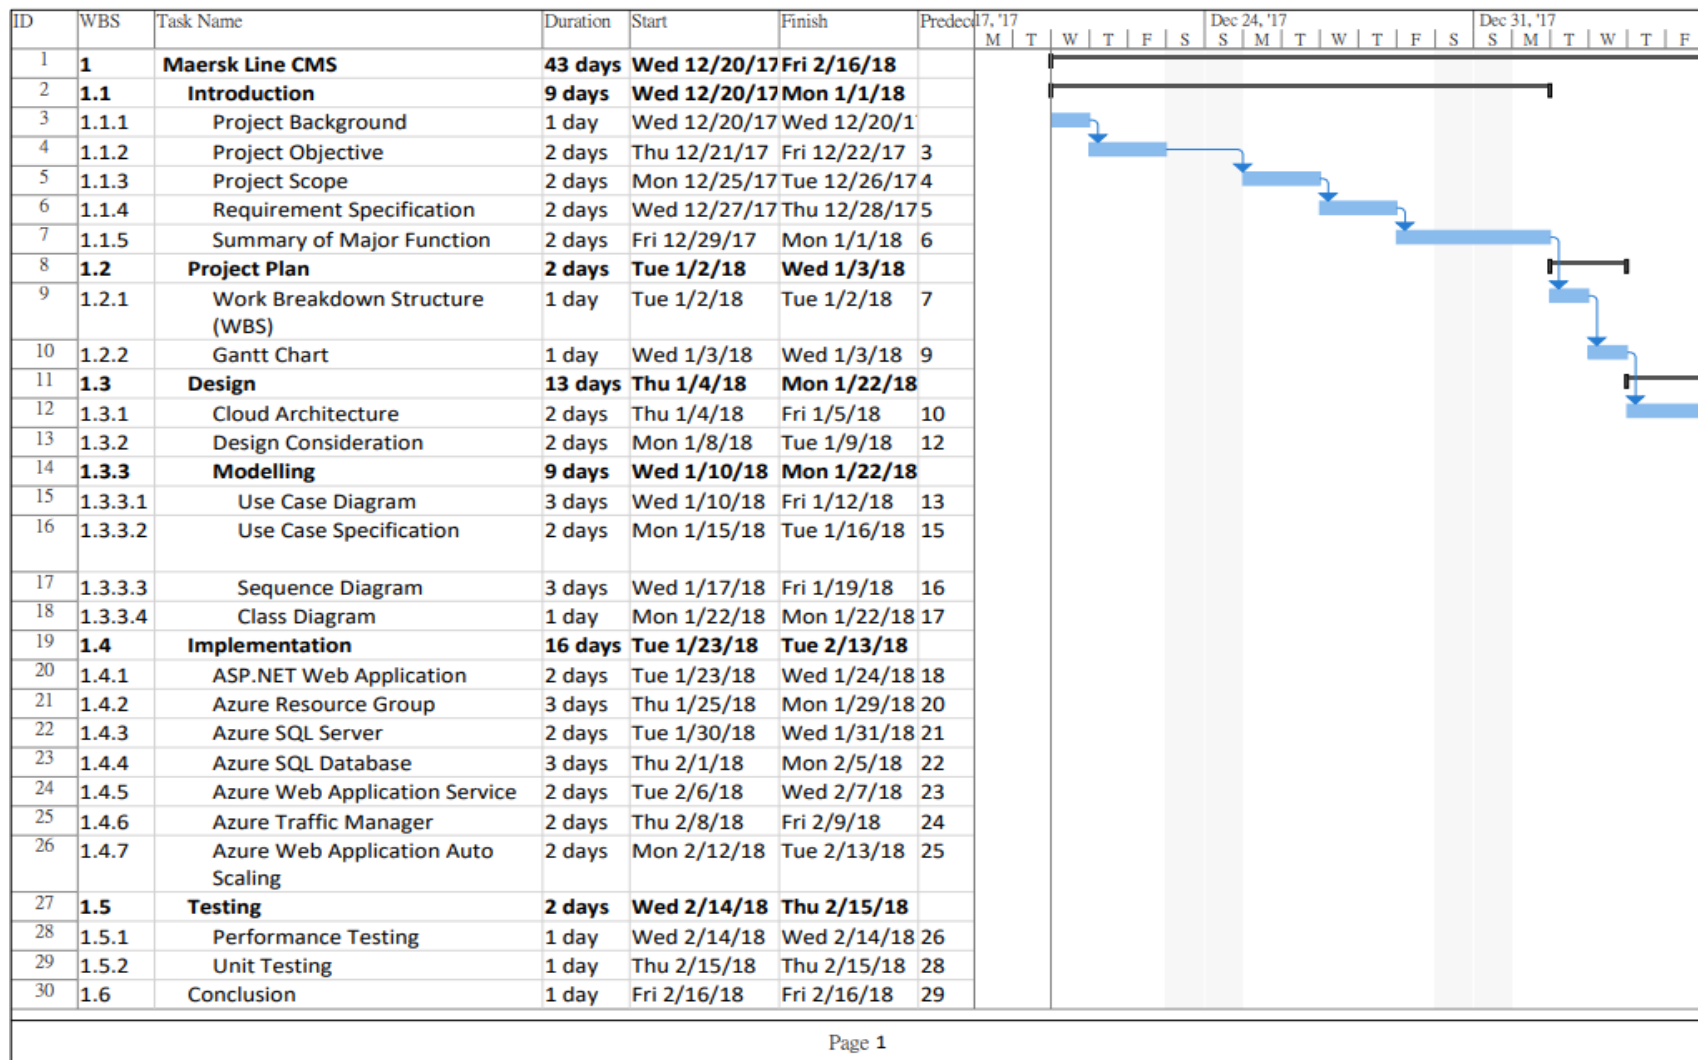 ID WBS Task Name Duration Start Finish Predec 17, '17 Dec 24, '17 Dec 31, '17
M T W T F S S M T W T F S S M T W T F
1 1 Maersk Line CMS 43 days Wed 12/20/17 Fri 2/16/18
2 1.1 Introduction 9 days Wed 12/20/17 Mon 1/1/18
3 1.1.1 Project Background 1 day Wed 12/20/17 Wed 12/20/1
4 1.1.2 Project Objective 2 days Thu 12/21/17 Fri 12/22/17 3
5 1.1.3 Project Scope 2 days Mon 12/25/17 Tue 12/26/17 4
6 1.1.4 Requirement Specification 2 days Wed 12/27/17 Thu 12/28/17 5
7 1.1.5 Summary of Major Function 2 days Fri 12/29/17 Mon 1/1/18 6
8 1.2 Project Plan 2 days Tue 1/2/18 Wed 1/3/18
9 1.2.1 Work Breakdown Structure 1 day Tue 1/2/18 Tue 1/2/18 7
(WBS)
10 1.2.2 Gantt Chart 1 day Wed 1/3/18 Wed 1/3/18 9
11 1.3 Design 13 days Thu 1/4/18 Mon 1/22/18
12 1.3.1 Cloud Architecture 2 days Thu 1/4/18 Fri 1/5/18 10
13 1.3.2 Design Consideration 2 days Mon 1/8/18 Tue 1/9/18 12
14 1.3.3 Modelling 9 days Wed 1/10/18 Mon 1/22/18
15 1.3.3.1 Use Case Diagram 3 days Wed 1/10/18 Fri 1/12/18 13
16 1.3.3.2 Use Case Specification 2 days Mon 1/15/18 Tue 1/16/18 15
17 1.3.3.3 Sequence Diagram 3 days Wed 1/17/18 Fri 1/19/18 16
18 1.3.3.4 Class Diagram 1 day Mon 1/22/18 Mon 1/22/18 17
19 1.4 Implementation 16 days Tue 1/23/18 Tue 2/13/18
20 1.4.1 ASP.NET Web Application 2 days Tue 1/23/18 Wed 1/24/18 18
21 1.4.2 Azure Resource Group 3 days Thu 1/25/18 Mon 1/29/18 20
22 1.4.3 Azure SQL Server 2 days Tue 1/30/18 Wed 1/31/18 21
23 1.4.4 Azure SQL Database 3 days Thu 2/1/18 Mon 2/5/18 22
24 1.4.5 Azure Web Application Service 2 days Tue 2/6/18 Wed 2/7/18 23
25 1.4.6 Azure Traffic Manager 2 days Thu 2/8/18 Fri 2/9/18 24
26 1.4.7 Azure Web Application Auto 2 days Mon 2/12/18 Tue 2/13/18 25
Scaling
27 1.5 Testing 2 days Wed 2/14/18 Thu 2/15/18
28 1.5.1 Performance Testing 1 day Wed 2/14/18 Wed 2/14/18 26
29 1.5.2 Unit Testing 1 day Thu 2/15/18 Thu 2/15/18 28
30 1.6 Conclusion 1 day Fri 2/16/18 Fri 2/16/18 29
Page 1